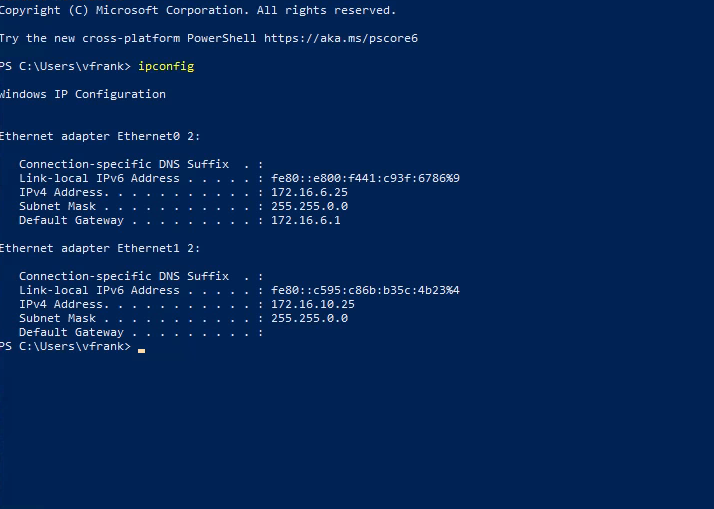 Copyright (C) Microsoft Corporation. All rights reserved.
Try the new cross-platform PowerShell https://aka.ms/pscore6
PS C:\Users\vfrank> ipconfig
Windows IP Configuration
Ethernet adapter Ethernet0 2:
   Connection-specific DNS Suffix  . :
   Link-local IPv6 Address . . . . . : fe80::e800:f441:c93f:6786%9
   IPv4 Address. . . . . . . . . . . : 172.16.6.25
   Subnet Mask . . . . . . . . . . . : 255.255.0.0
   Default Gateway . . . . . . . . . : 172.16.6.1
Ethernet adapter Ethernet1 2:
   Connection-specific DNS Suffix  . :
   Link-local IPv6 Address . . . . . : fe80::c595:c86b:b35c:4b23%4
   IPv4 Address. . . . . . . . . . . : 172.16.10.25
   Subnet Mask . . . . . . . . . . . : 255.255.0.0
   Default Gateway . . . . . . . . . :
PS C:\Users\vfrank>